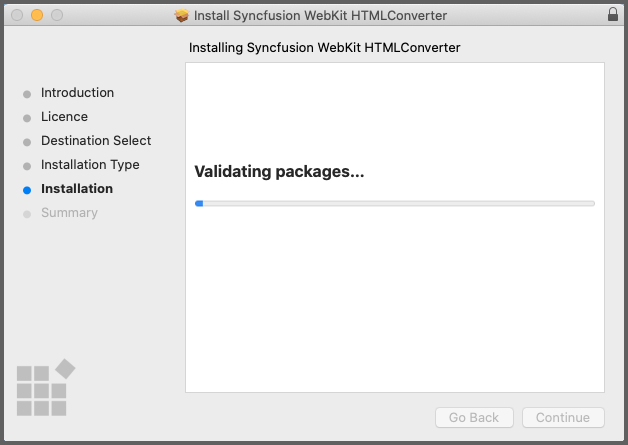 Install Syncfusion WebKit HTMLConverter
Installing Syncfusion WebKit HTMLConverter
Introduction
Licence
Destination Select
Installation Type
Installation
Summary
Validating packages...
Go Back
Continue